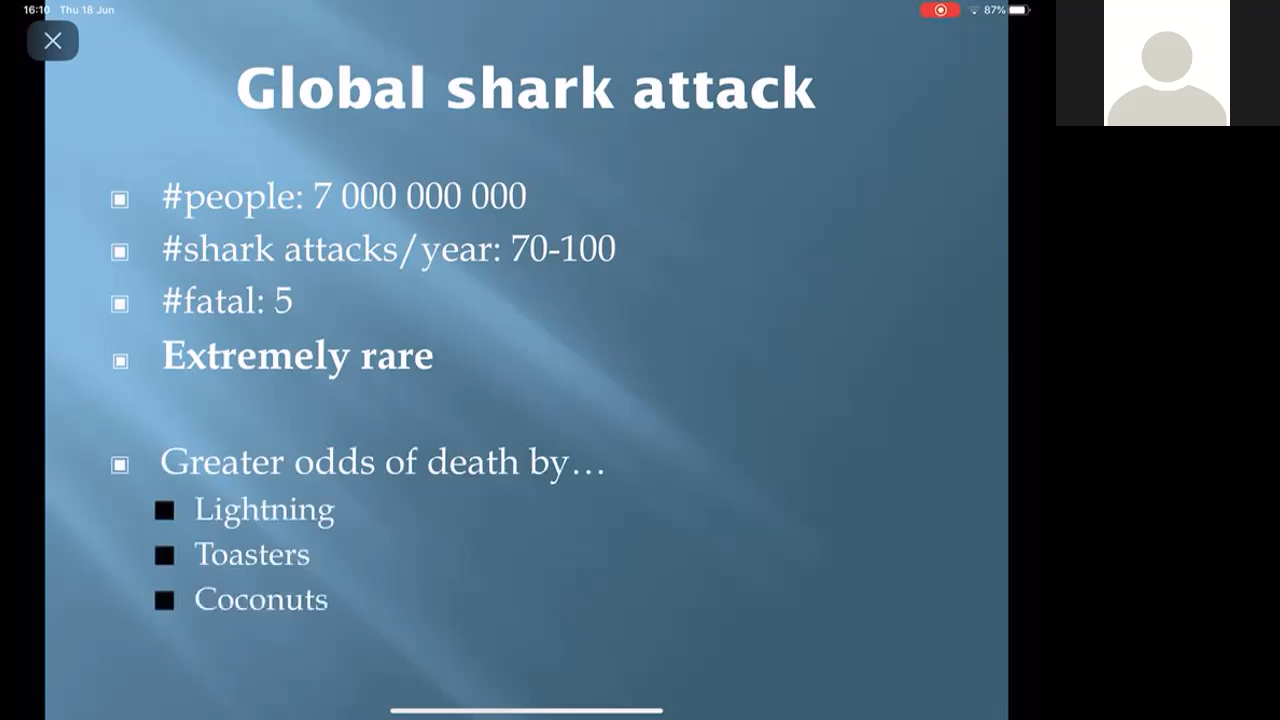 16:10 Thu 18 Jun
87%
Global shark attack
#people: 7 000 000 000
#shark attacks/year: 70-100
#fatal: 5
Extremely rare
Greater odds of death by…
Lightning
Toasters
Coconuts